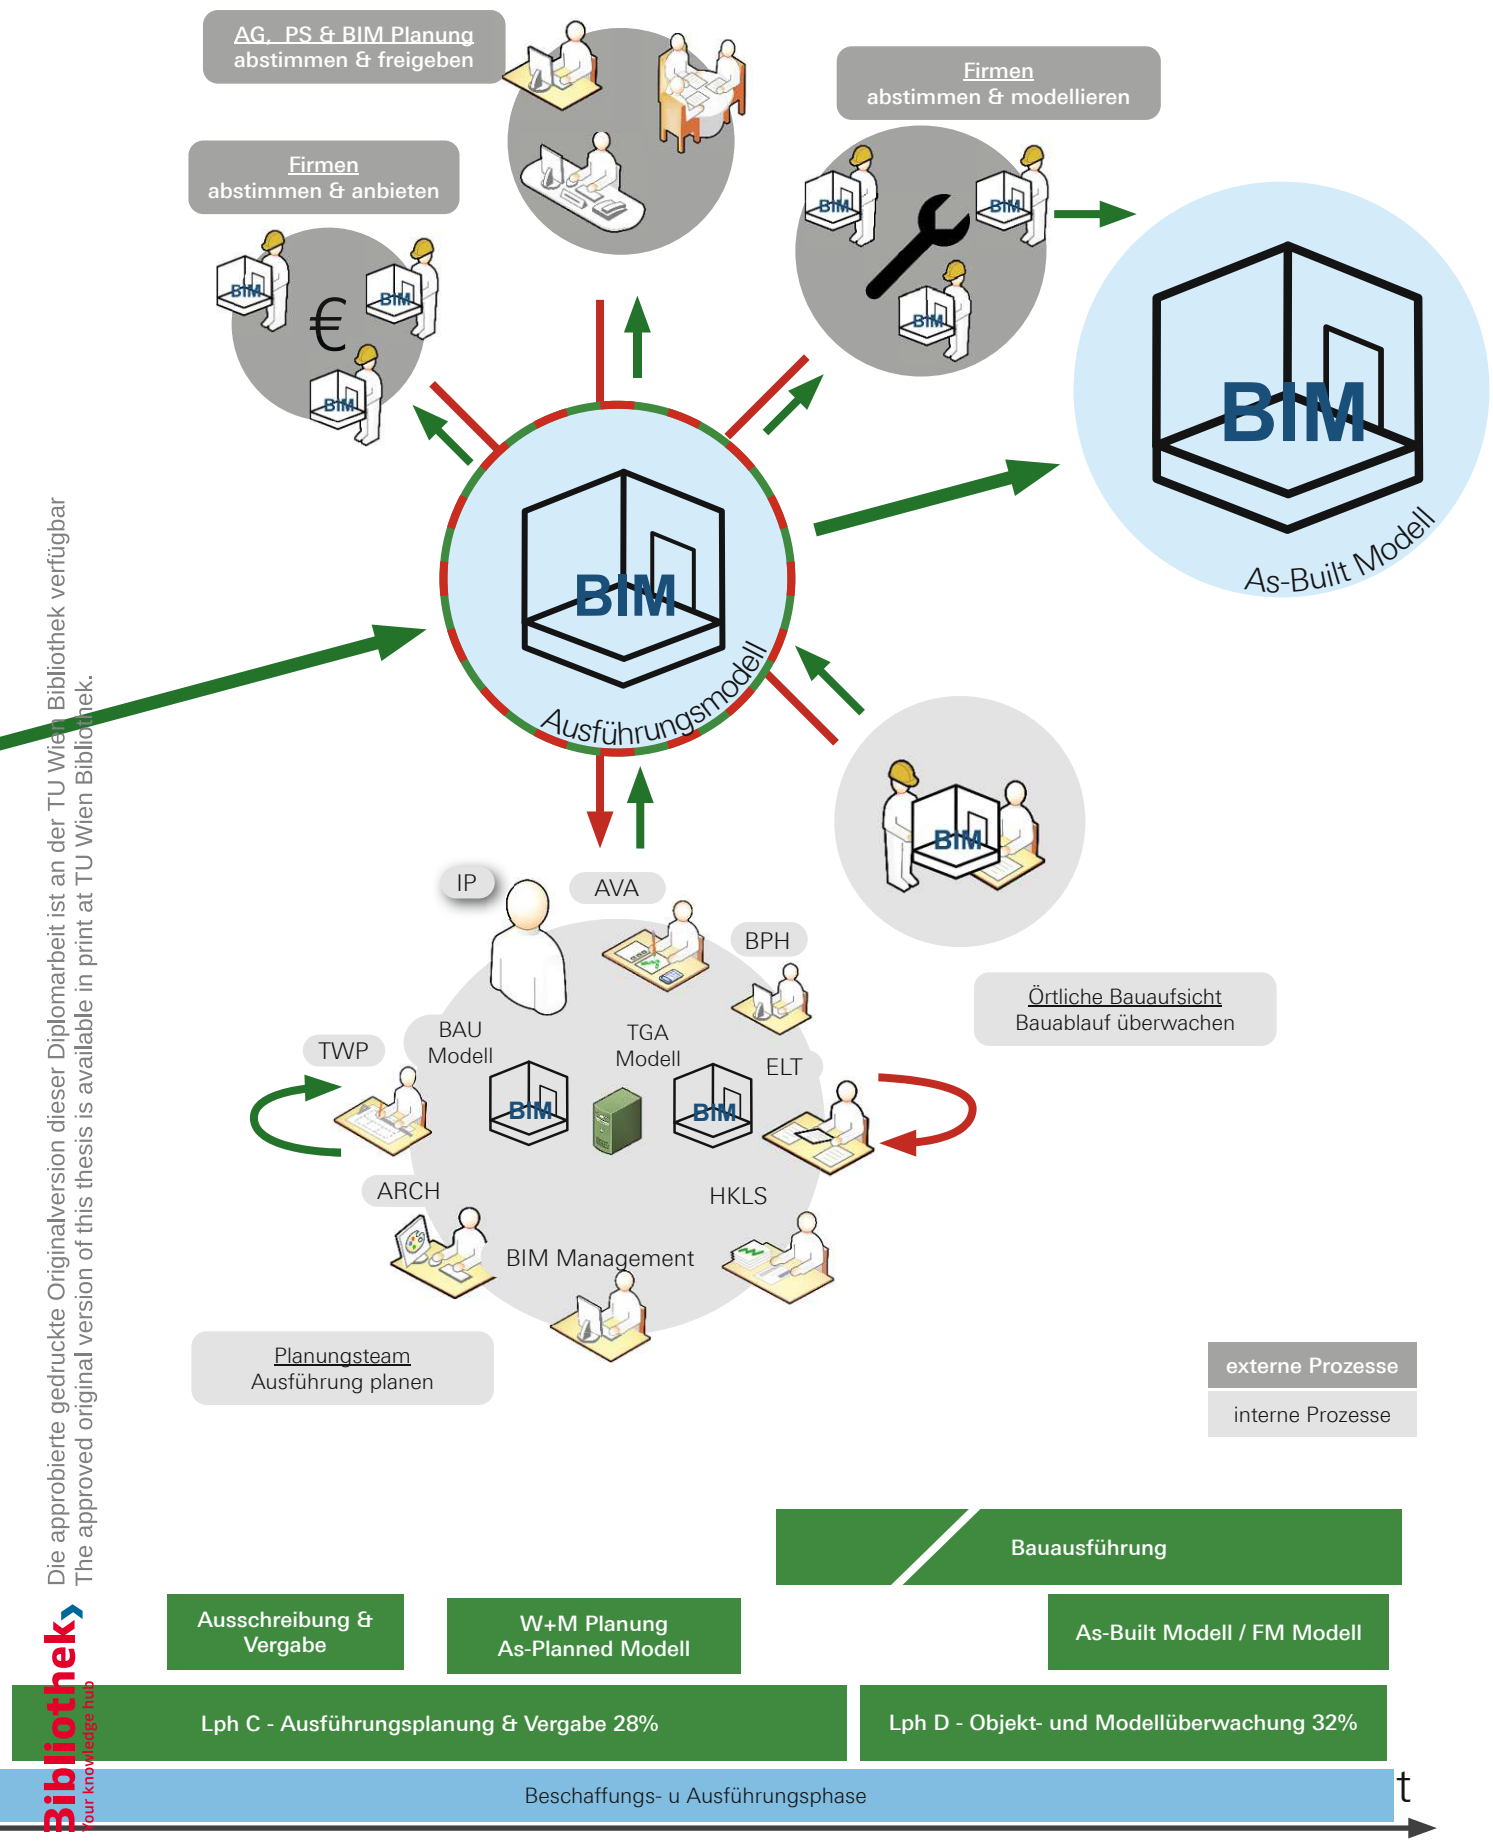 AG, PS & BIM Planung
abstimmen & freigeben
Firmen
abstimmen & modellieren
Firmen
abstimmen & anbieten
BIM
BIM
BIM
€
BIM
BIM
BIM
BIM
BIM
As-Built Modell
BIM
Ausführungsmodell
BIM
Örtliche Bauaufsicht
Bauablauf überwachen
IP
AVA
BPH
TWP
BAU
Modell
TGA
Modell
ELT
BIM
BIM
ARCH
HKLS
BIM Management
Planungsteam
Ausführung planen
externe Prozesse
interne Prozesse
Bauausführung
Ausschreibung &
Vergabe
W+M Planung
As-Planned Modell
As-Built Modell / FM Modell
Lph C - Ausführungsplanung & Vergabe 28%
Lph D - Objekt- und Modellüberwachung 32%
Beschaffungs- u Ausführungsphase
t
Die approbierte gedruckte Originalversion dieser Diplomarbeit ist an der TU Wien Bibliothek verfügbar
The approved original version of this thesis is available in print at TU Wien Bibliothek.
Bibliothek
Your knowledge hub